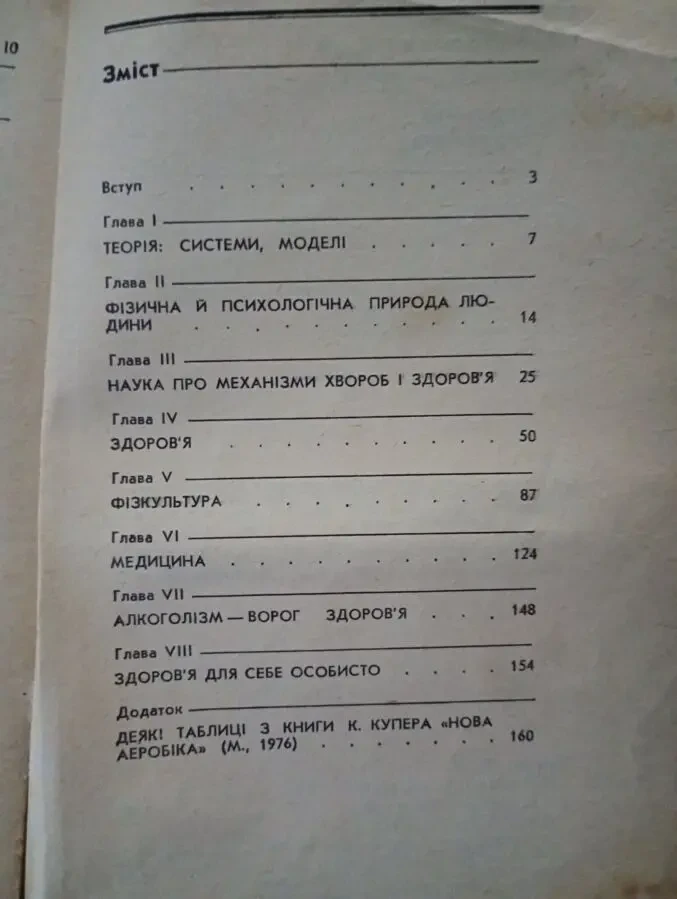 10
Зміст
Вступ . . . . . . . . . . . 3
Глава I
ТЕОРІЯ: СИСТЕМИ, МОДЕЛІ . . . . . 7
Глава II
ФІЗИЧНА Й ПСИХОЛОГІЧНА ПРИРОДА ЛЮ-
ДИНИ . . . . . . . . . . . 14
Глава III
НАУКА ПРО МЕХАНІЗМИ ХВОРОБ І ЗДОРОВ'Я 25
Глава IV
ЗДОРОВ'Я . . . . . . . . . . 50
Глава V
ФІЗКУЛЬТУРА . . . . . . . . . 87
Глава VI
МЕДИЦИНА . . . . . . . . . . 124
Глава VII
АЛКОГОЛІЗМ — ВОРОГ ЗДОРОВ'Я . . . 148
Глава VIII
ЗДОРОВ'Я ДЛЯ СЕБЕ ОСОБИСТО . . . . 154
Додаток
ДЕЯКІ ТАБЛИЦІ З КНИГИ К. КУПЕРА «НОВА
АЕРОБІКА» (М., 1976) . . . . . . . 160